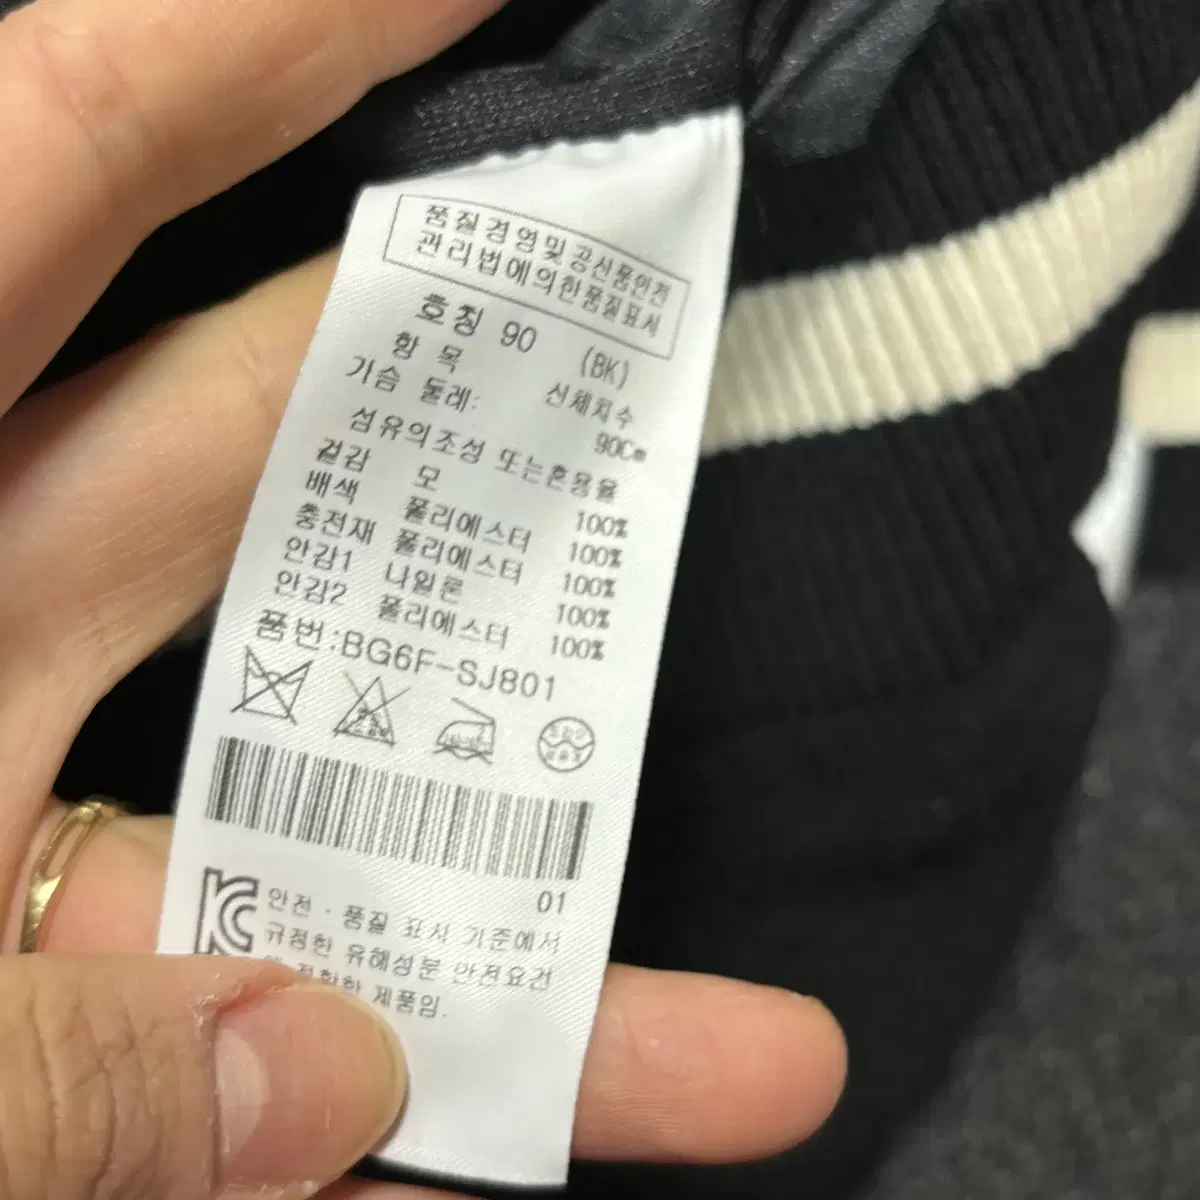 품질경영및공산품안전
관리법에의한품질표시
호칭 90 (BK)
항 목 신체치수
가슴 둘레: 90Cm
섬유의조성 또는혼용율
겉감 모 100%
배색 폴리에스터 100%
충전재 폴리에스터 100%
안감1 나일론 100%
안감2 폴리에스터 100%
품번:BG6F-SJ801
01
KC 안전·품질 표시 기준에서
규정한 유해성분 안전요건
적합한 제품임.